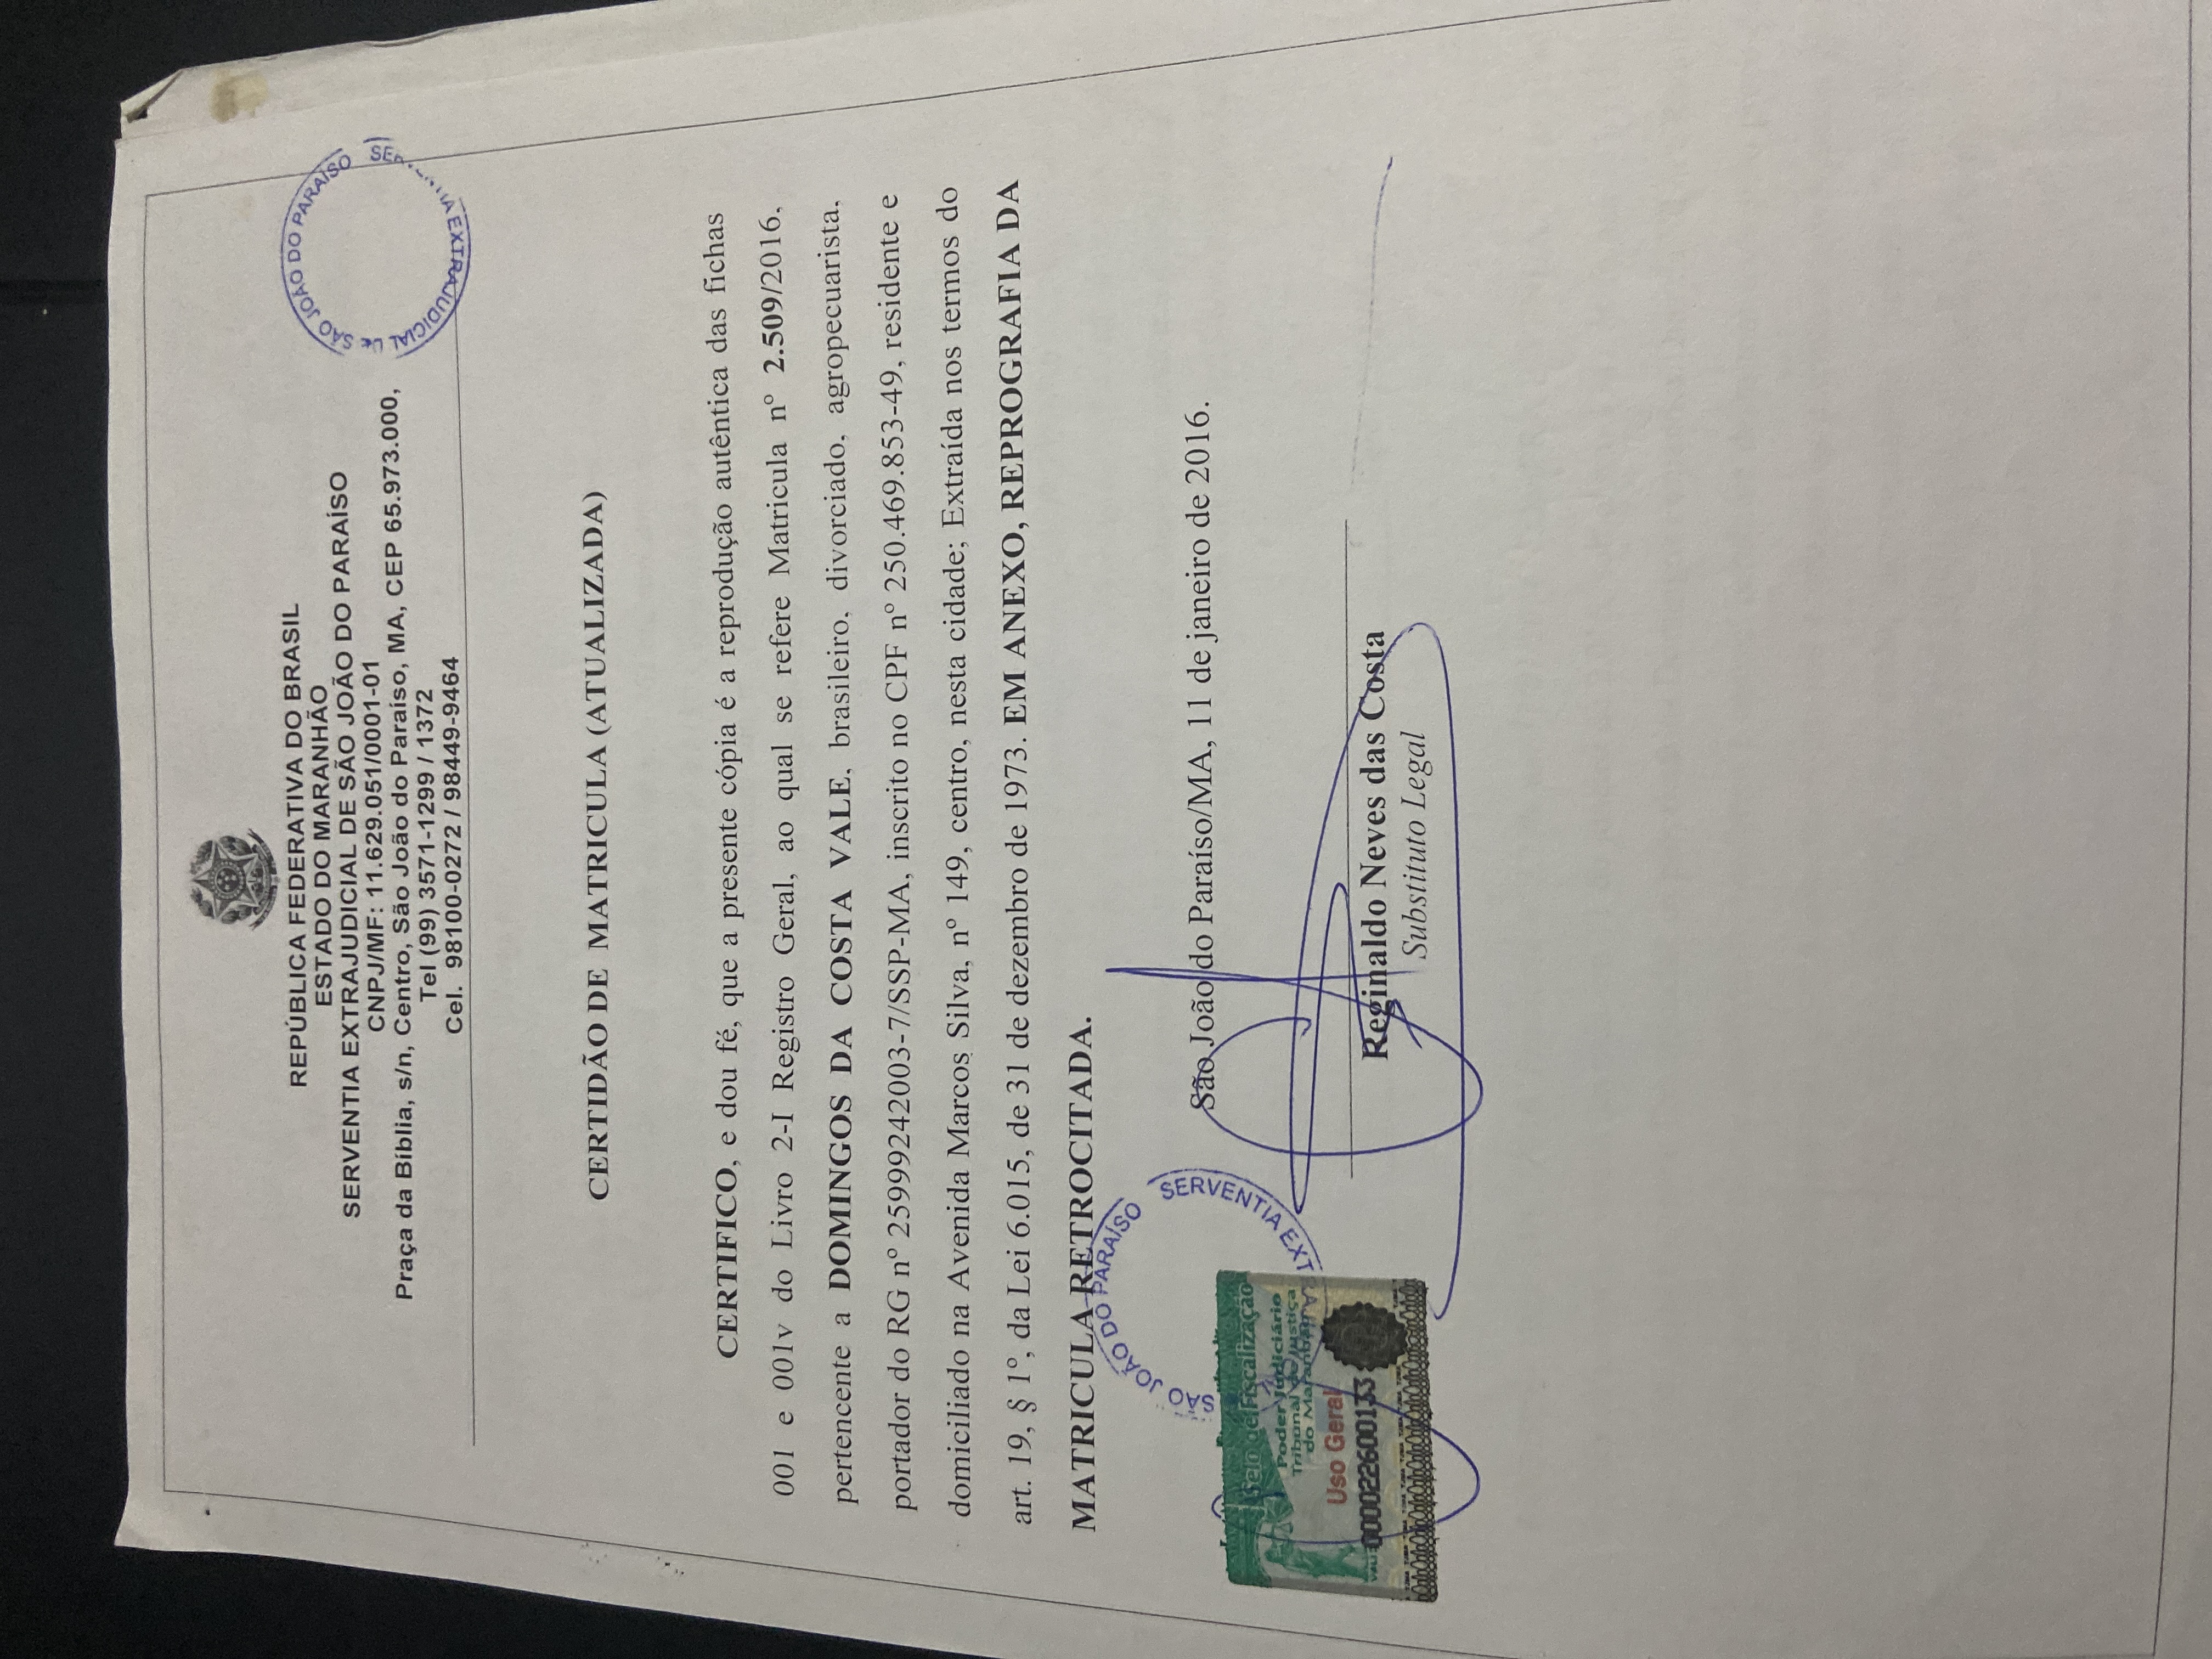 REPÚBLICA FEDERATIVA DO BRASIL
ESTADO DO MARANHÃO
SERVENTIA EXTRAJUDICIAL DE SÃO JOÃO DO PARAÍSO
CNPJ/MF: 11.629.051/0001-01
Praça da Bíblia, s/n, Centro, São João do Paraíso, MA, CEP 65.973.000,
Tel (99) 3571-1299 / 1372
Cel. 98100-0272 / 98449-9464
SÃO JOÃO DO PARAÍSO
EXTRAJUDICIAL
CERTIDÃO DE MATRICULA (ATUALIZADA)
CERTIFICO, e dou fé, que a presente cópia é a reprodução autêntica das fichas
001 e 001v do Livro 2-I Registro Geral, ao qual se refere Matricula nº 2.509/2016,
pertencente a DOMINGOS DA COSTA VALE, brasileiro, divorciado, agropecuarista,
portador do RG nº 25999242003-7/SSP-MA, inscrito no CPF nº 250.469.853-49, residente e
domiciliado na Avenida Marcos Silva, nº 149, centro, nesta cidade; Extraída nos termos do
art. 19, § 1º, da Lei 6.015, de 31 de dezembro de 1973. EM ANEXO, REPROGRAFIA DA
MATRICULA RETROCITADA.
SÃO JOÃO DO PARAÍSO SERVENTIA
São João do Paraíso/MA, 11 de janeiro de 2016.
Selo de Fiscalização
Poder Judiciário
Tribunal de Justiça
do Maranhão
Uso Geral
000022600133
Reginaldo Neves das Costa
Substituto Legal